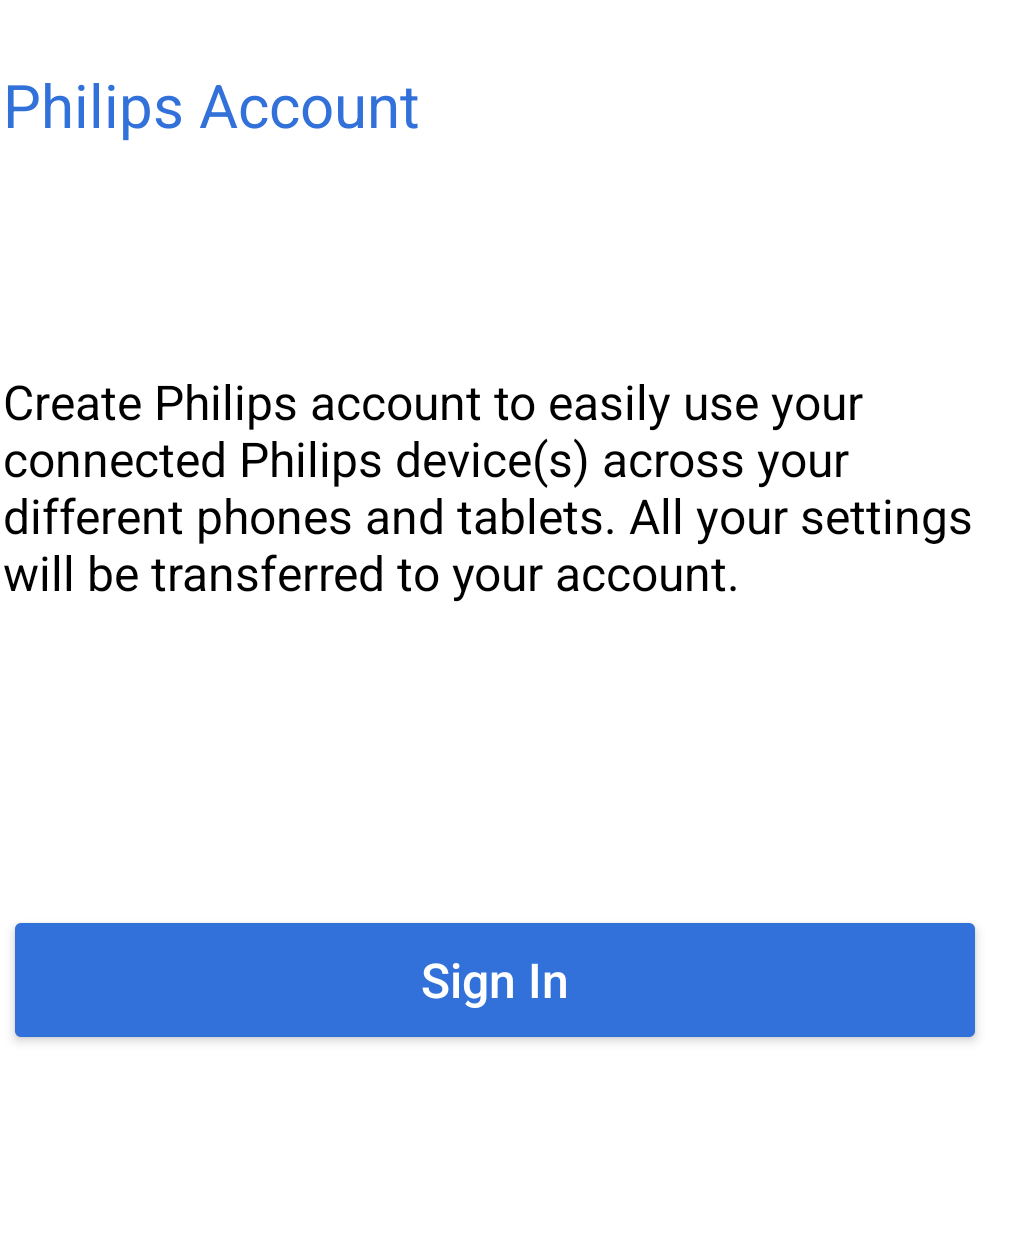 Philips Account
Create Philips account to easily use your
connected Philips device(s) across your
different phones and tablets. All your settings
will be transferred to your account.
Sign In